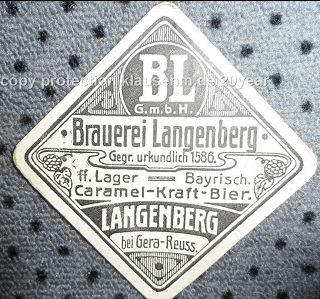 BL
G.m.b.H.
copy protection klausehm.de 20year
Brauerei Langenberg
Gegr. urkundlich 1586.
ff. Lager = Bayrisch.
Caramel-Kraft-Bier.
LANGENBERG
bei Gera-Reuss.